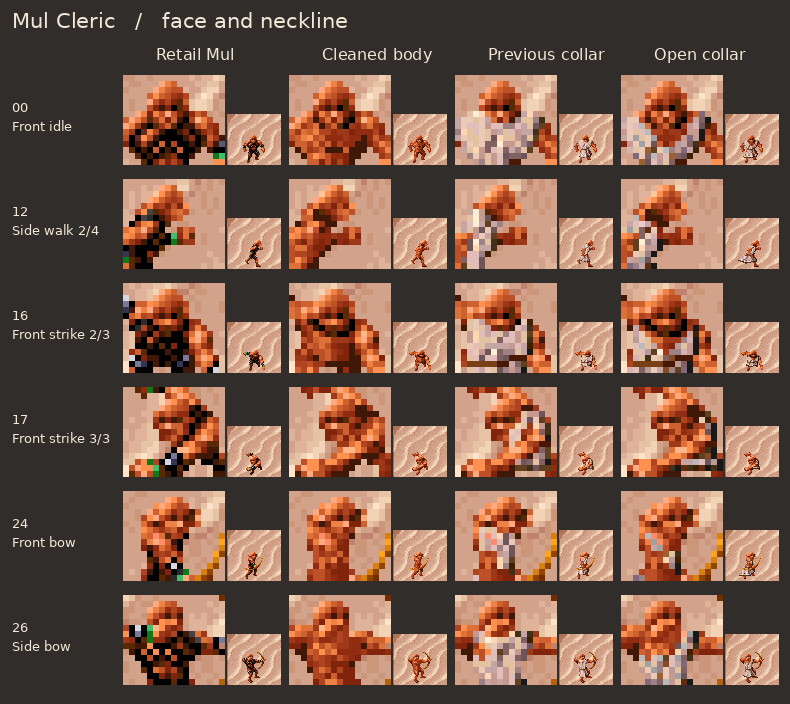 Mul Cleric / face and neckline
Retail Mul Cleaned body Previous collar Open collar
00
Front idle
12
Side walk 2/4
16
Front strike 2/3
17
Front strike 3/3
24
Front bow
26
Side bow